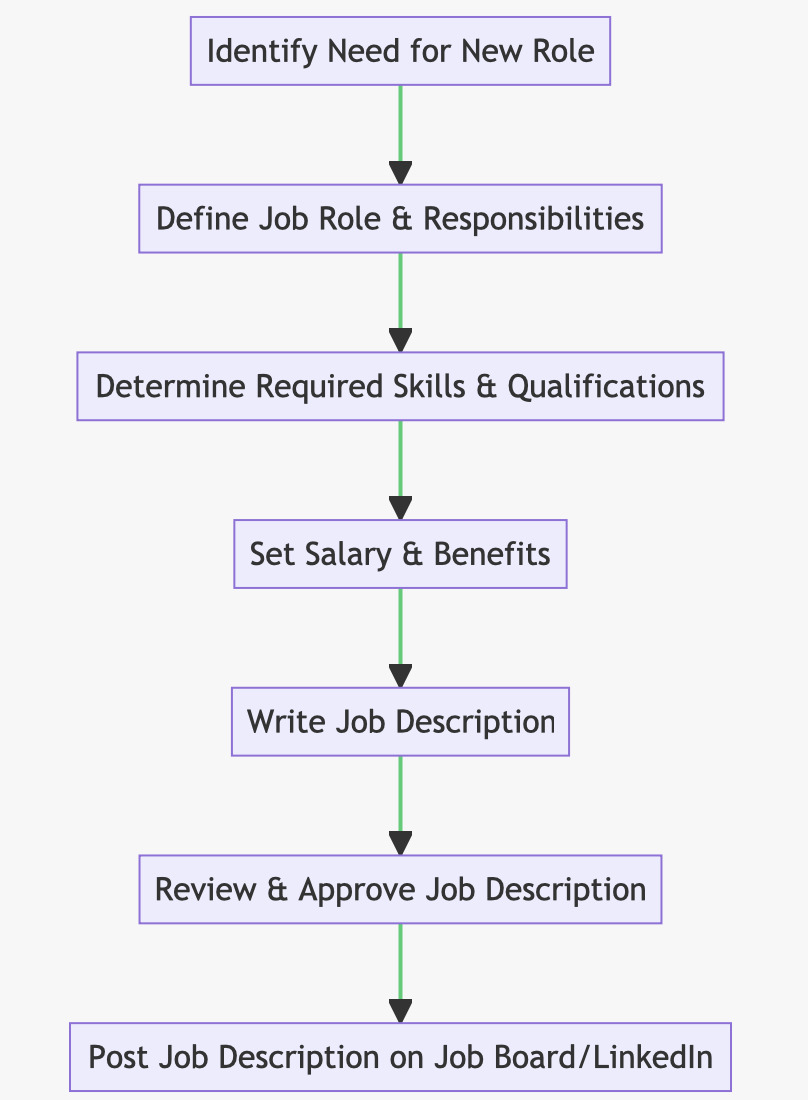 Identify Need for New Role
Define Job Role & Responsibilities
Determine Required Skills & Qualifications
Set Salary & Benefits
Write Job Description
Review & Approve Job Description
Post Job Description on Job Board/LinkedIn